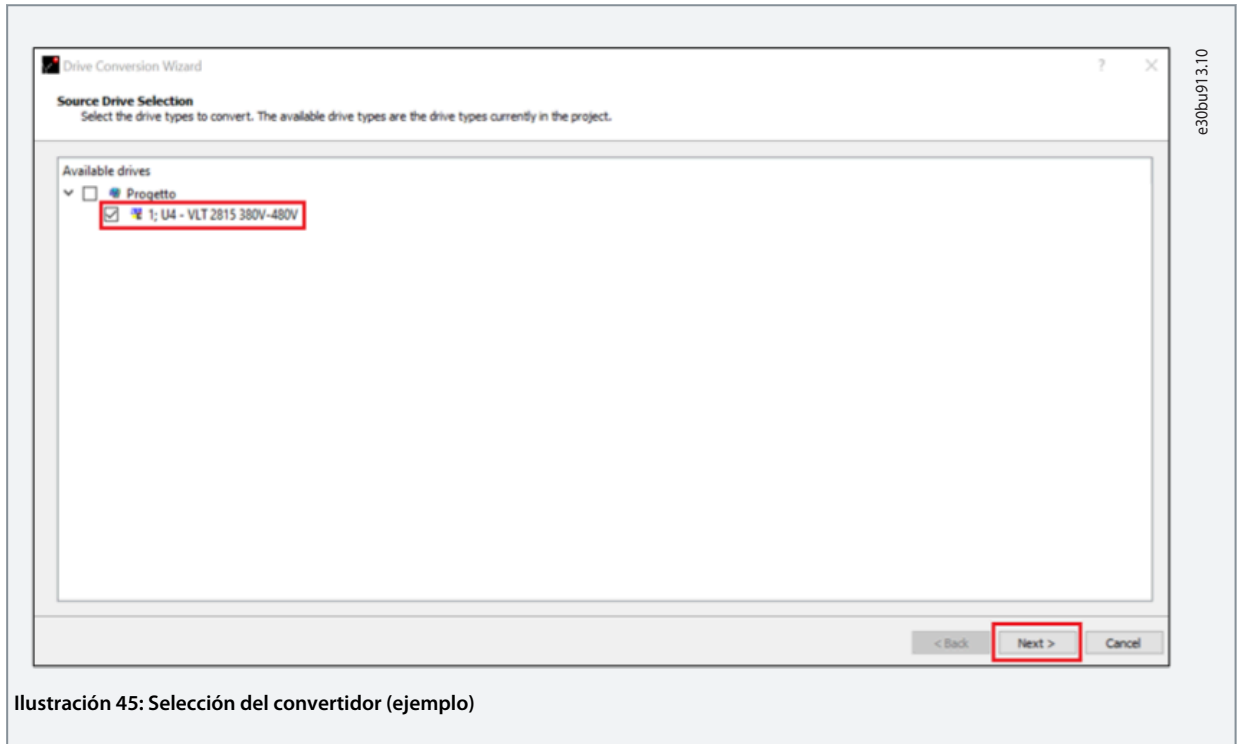 Drive Conversion Wizard
Source Drive Selection
Select the drive types to convert. The available drive types are the drive types currently in the project.
Available drives
Progetto
1; U4 - VLT 2815 380V-480V
< Back
Next >
Cancel
e30bu913.10
Ilustración 45: Selección del convertidor (ejemplo)